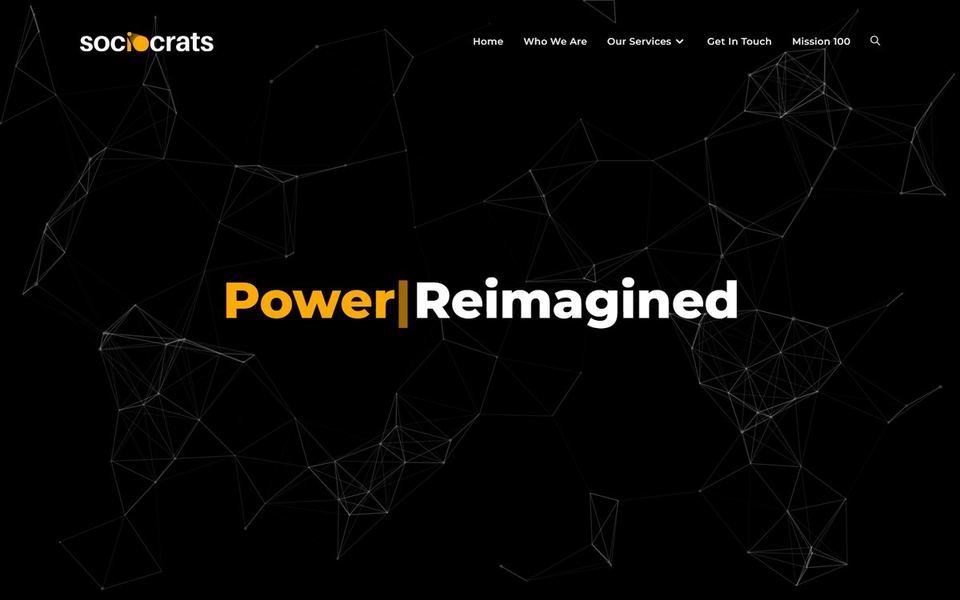 sociocrats
Home Who We Are Our Services Get In Touch Mission 100
Power|Reimagined